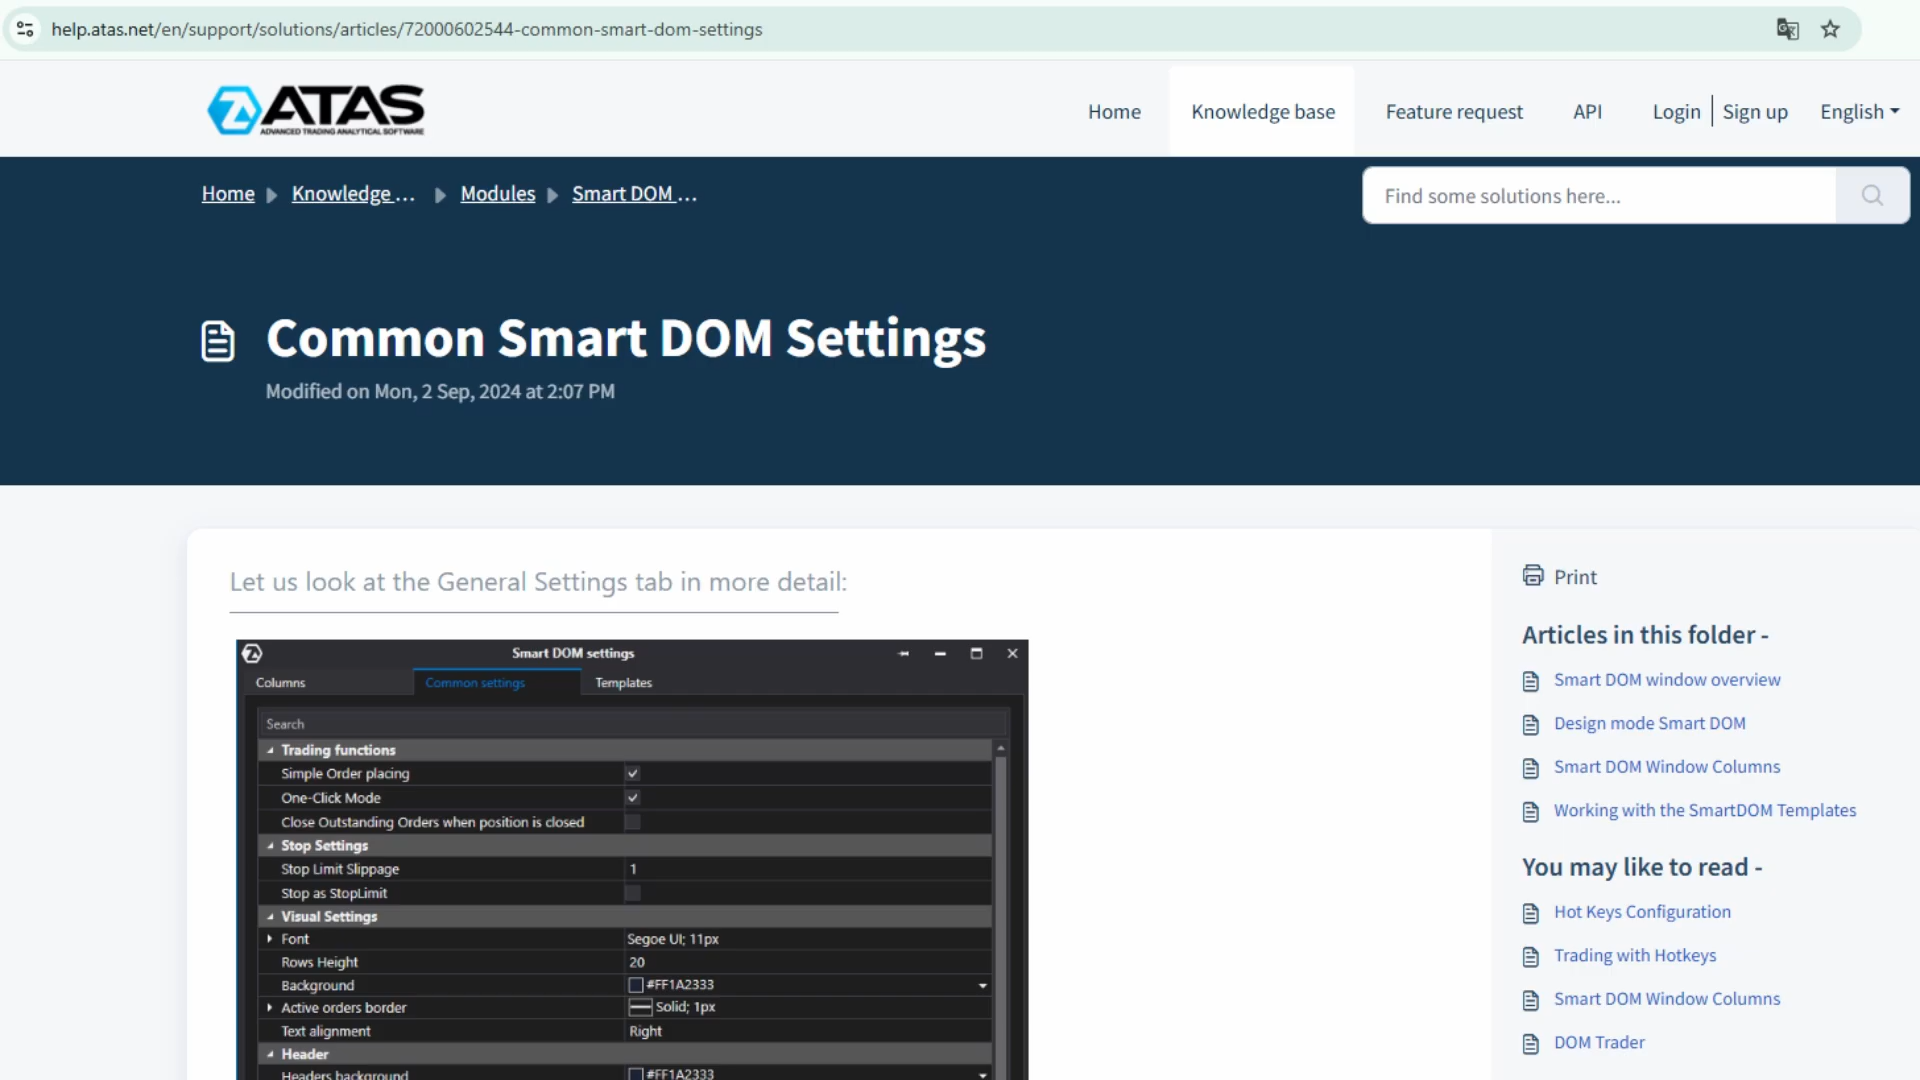 help.atas.net/en/support/solutions/articles/72000602544-common-smart-dom-settings
ATAS
ADVANCED TRADING ANALYTICAL SOFTWARE
Home
Knowledge base
Feature request
API
Login
Sign up
English
Home
Knowledge ...
Modules
Smart DOM ...
Find some solutions here...
Common Smart DOM Settings
Modified on Mon, 2 Sep, 2024 at 2:07 PM
Let us look at the General Settings tab in more detail:
Smart DOM settings
Columns
Common settings
Templates
Search
Trading functions
Simple Order placing
One-Click Mode
Close Outstanding Orders when position is closed
Stop Settings
Stop Limit Slippage 1
Stop as StopLimit
Visual Settings
Font Segoe UI; 11px
Rows Height 20
Background #FF1A2333
Active orders border Solid; 1px
Text alignment Right
Header
Headers background #FF1A2333
Print
Articles in this folder -
Smart DOM window overview
Design mode Smart DOM
Smart DOM Window Columns
Working with the SmartDOM Templates
You may like to read -
Hot Keys Configuration
Trading with Hotkeys
Smart DOM Window Columns
DOM Trader